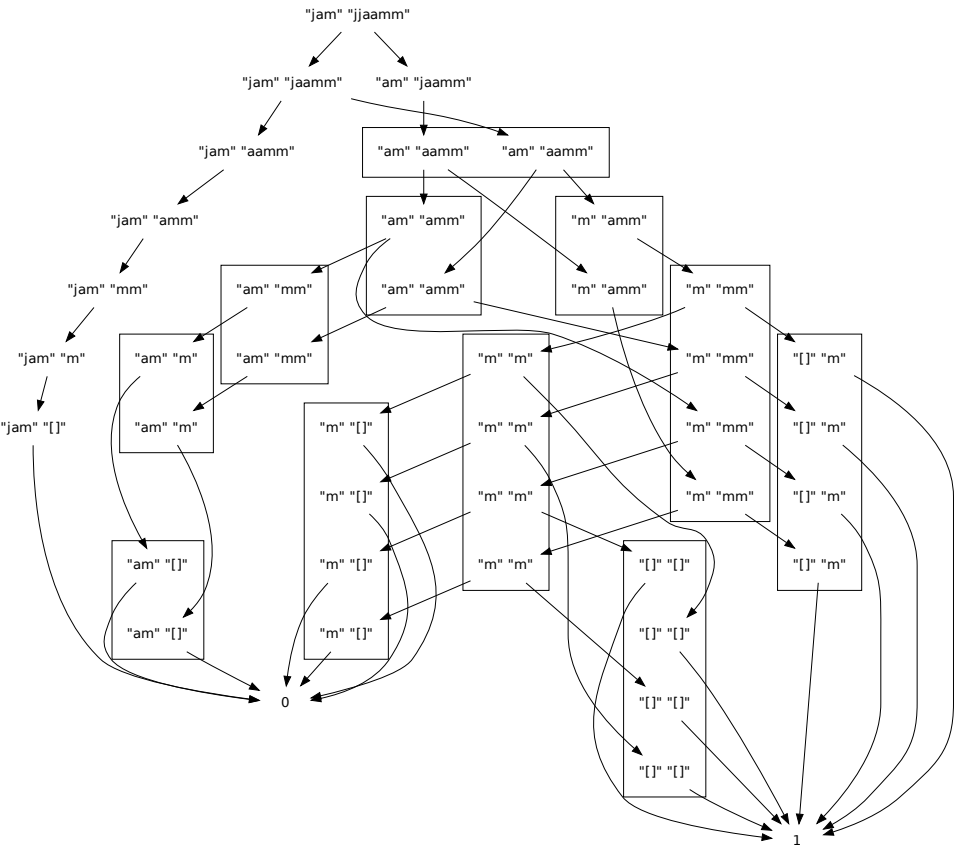 "jam" "jjaamm"
"jam" "jaamm" "am" "jaamm"
"jam" "aamm" "am" "aamm" "am" "aamm"
"jam" "amm" "am" "amm" "m" "amm"
"jam" "mm" "am" "mm" "am" "amm" "m" "amm" "m" "mm"
"jam" "m" "am" "m" "am" "mm" "m" "m" "m" "mm" "[]" "m"
"jam" "[]" "am" "m" "m" "[]" "m" "m" "m" "mm" "[]" "m"
"m" "[]" "m" "m" "m" "mm" "[]" "m"
"am" "[]" "m" "[]" "m" "m" "[]" "[]" "[]" "m"
"am" "[]" "m" "[]" "[]" "[]"
0 "[]" "[]"
"[]" "[]"
1